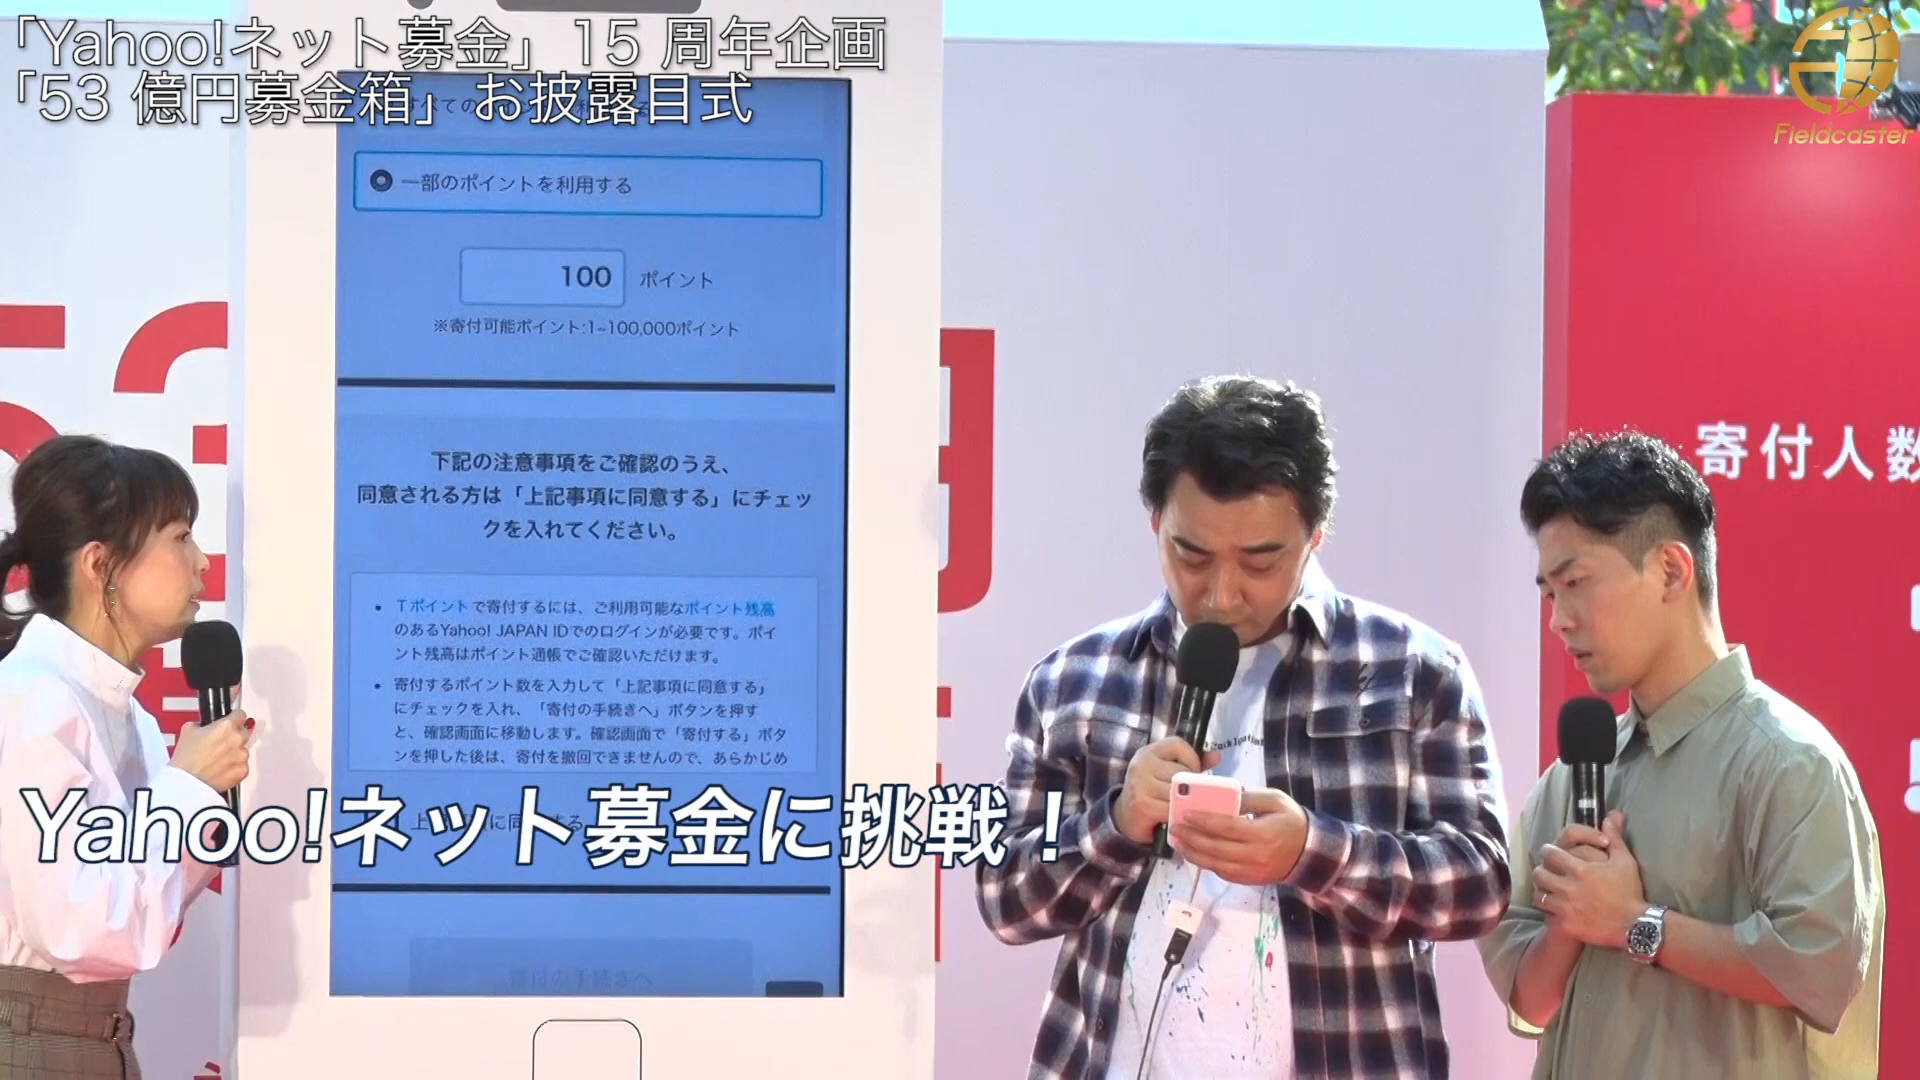 「Yahoo!ネット募金」15 周年企画
「53 億円募金箱」お披露目式
Fieldcaster
一部のポイントを利用する
100 ポイント
※寄付可能ポイント:1~100,000ポイント
下記の注意事項をご確認のうえ、
同意される方は「上記事項に同意する」にチェッ
クを入れてください。
• Tポイントで寄付するには、ご利用可能なポイント残高
のあるYahoo! JAPAN IDでのログインが必要です。ポイ
ント残高はポイント通帳でご確認いただけます。
• 寄付するポイント数を入力して「上記事項に同意する」
にチェックを入れ、「寄付の手続きへ」ボタンを押す
と、確認画面に移動します。確認画面で「寄付する」ボタ
ンを押した後は、寄付を撤回できませんので、あらかじめ
寄付の手続きへ
53
円
寄付人数
Yahoo!ネット募金に挑戦！